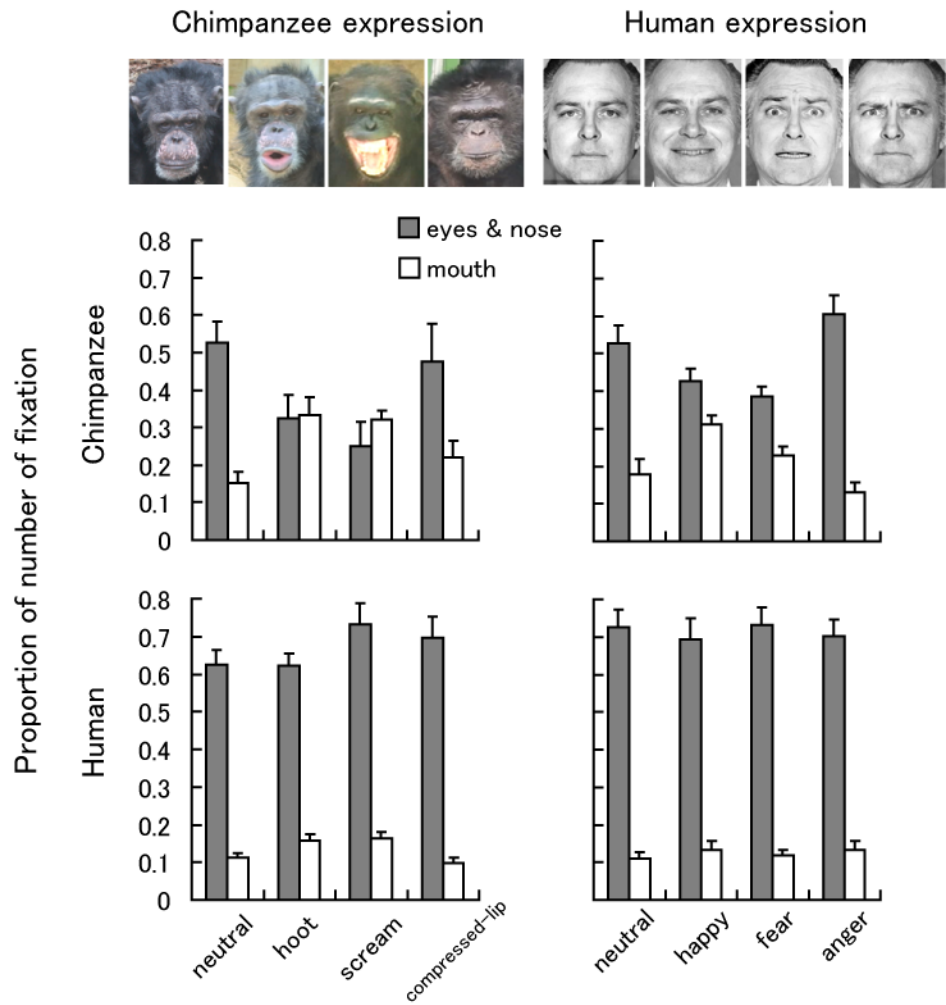 Chimpanzee expression
Human expression
eyes & nose
mouth
Proportion of number of fixation
Chimpanzee
0.8
0.7
0.6
0.5
0.4
0.3
0.2
0.1
0
Human
0.8
0.7
0.6
0.5
0.4
0.3
0.2
0.1
0
neutral
hoot
scream
compressed-lip
neutral
happy
fear
anger